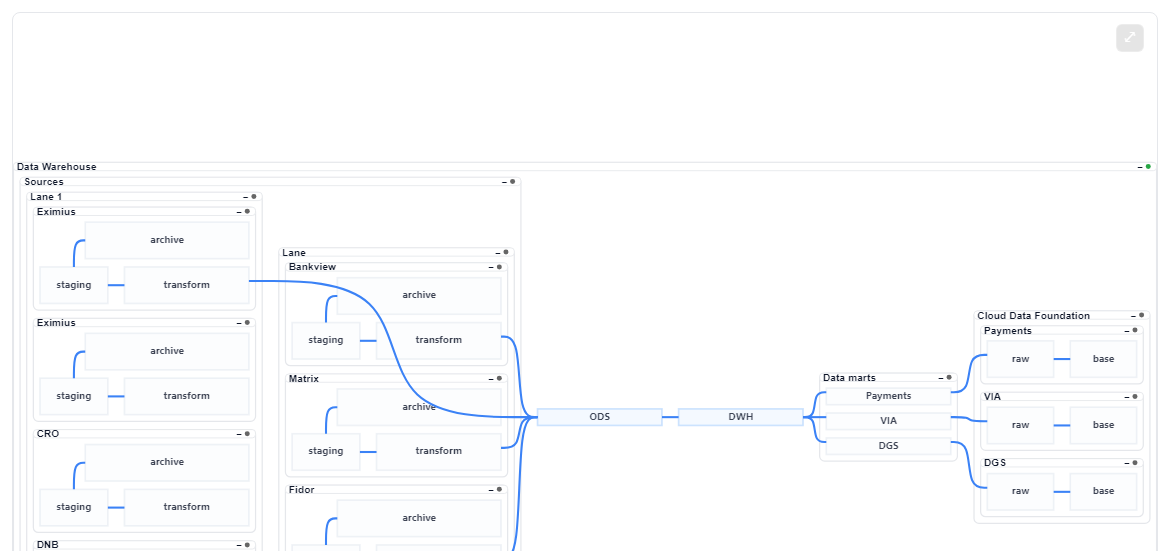 Data Warehouse
Sources
Lane 1
Eximius
archive
staging
transform
Eximius
archive
staging
transform
CRO
archive
staging
transform
DNB
Lane
Bankview
archive
staging
transform
Matrix
archive
staging
transform
Fidor
archive
ODS
DWH
Data marts
Payments
VIA
DGS
Cloud Data Foundation
Payments
raw
base
VIA
raw
base
DGS
raw
base